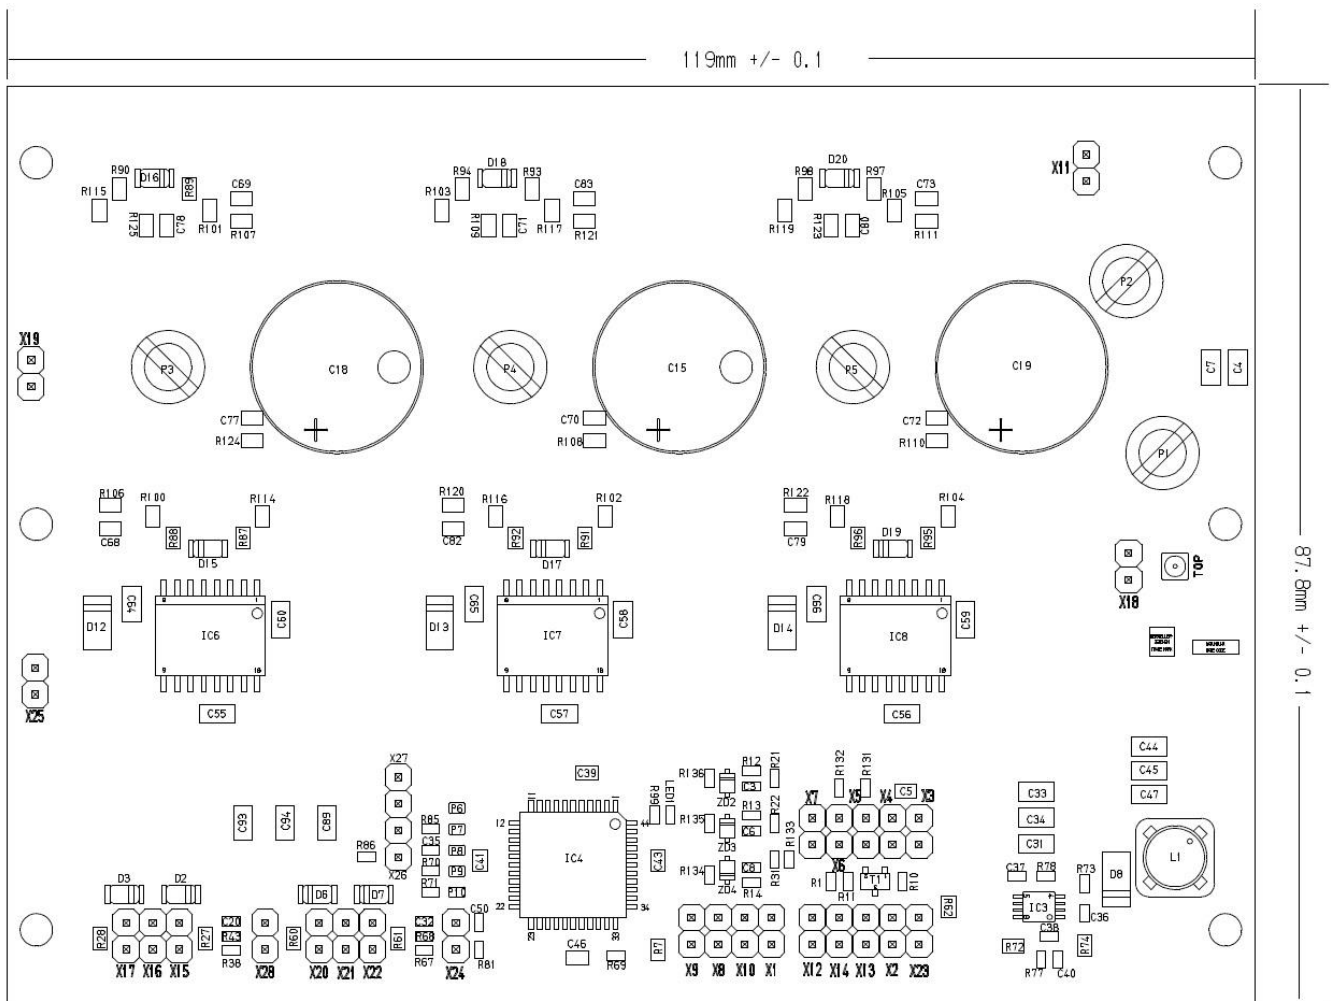 119mm +/- 0.1
87.8mm +/- 0.1
R90 D16 R89 C69
R115 R125 C78 R101 R107
R94 D18 R93 C83
R103 R109 C71 R117 R121
R98 D20 R97 R105 C73
R119 R123 C80 R111
X11
P2
X19
P3 C18 P4 C15 P5 C19
C7 C4
C77 C70 C72
R124 R108 R110
P1
R106 R100 R114 R120 R116 R102 R122 R118 R104
C68 R88 R87 C82 R92 R91 C79 R96 R95 D19
D15 D17
X18 TOP
D12 C64 IC6 C60 D13 C65 IC7 C58 D14 C66 IC8 C59
X25
C55 C57 C56
X27
C39
R136 R12 R21 R132 R131
C44
C45
C47
ZD2 C3
R99 LED1
X7 X5 X4 C5 X3
C33
C34
C31
C93 C94 C89
P6
R85 P7
C35 P8
R86 R70 P9
X26 R71 P10
C41
12 44
IC4
22 34
C43
R135 R13 R22
ZD3 C6 R133
R134 C8 R31
ZD4 R14
X6
R1 R11 T1 R10
R62
C37 R78 R73
IC3
C36
C38
R72 R74
R77 C40
D8 L1
D3 D2 D6 D7
R28 R27 C20 R43 R38
R60 R61 C32 R68 R67
C50
R81
C46 R69 R7
X17 X16 X15 X28 X20 X21 X22 X24
X9 X8 X10 X1 X12 X14 X13 X2 X23